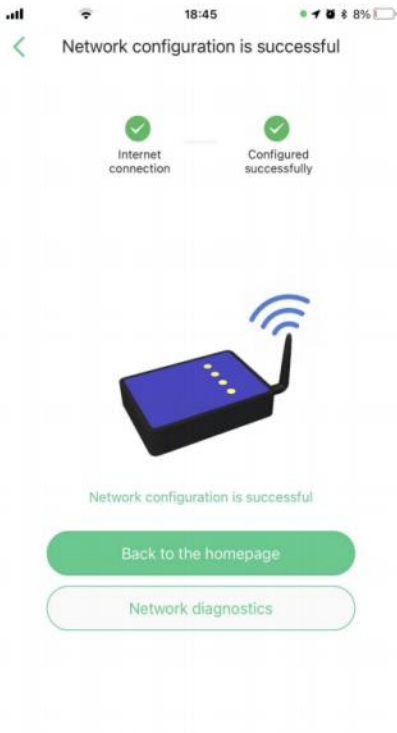 18:45
8%
Network configuration is successful
Internet
connection
Configured
successfully
Network configuration is successful
Back to the homepage
Network diagnostics